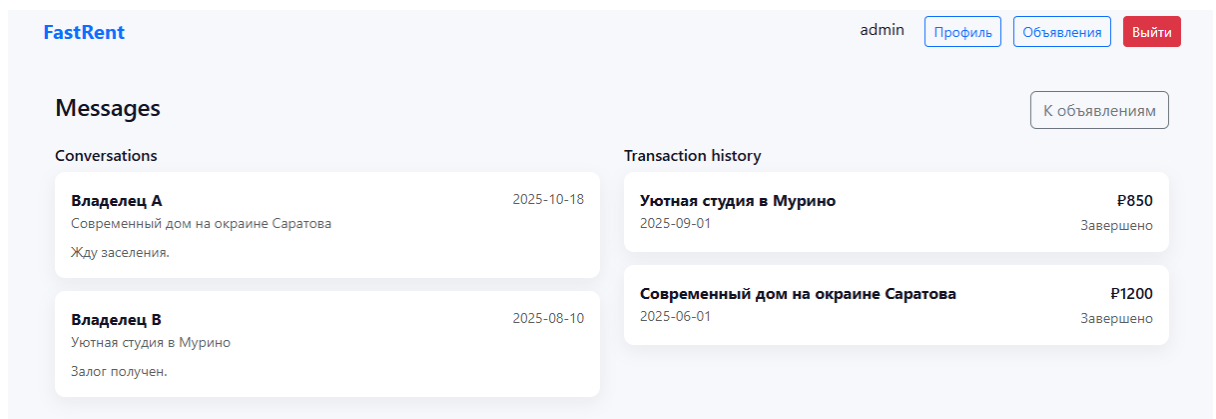 FastRent
admin Профиль Объявления Выйти
Messages
К объявлениям
Conversations
Владелец A 2025-10-18
Современный дом на окраине Саратова
Жду заселения.
Владелец B 2025-08-10
Уютная студия в Мурино
Залог получен.
Transaction history
Уютная студия в Мурино ₽850
2025-09-01 Завершено
Современный дом на окраине Саратова ₽1200
2025-06-01 Завершено